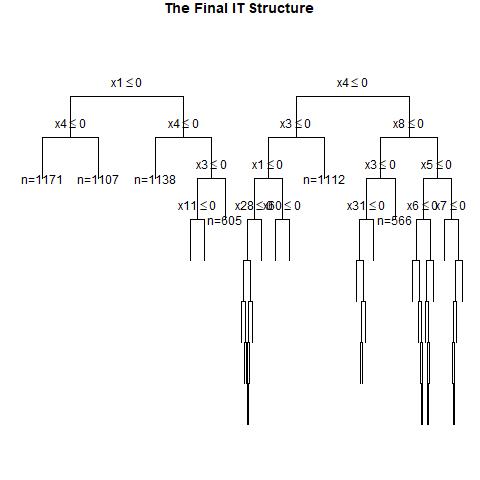 The Final IT Structure
x1 ≤ 0 x4 ≤ 0
x4 ≤ 0 x4 ≤ 0 x3 ≤ 0 x8 ≤ 0
x3 ≤ 0 x1 ≤ 0 x3 ≤ 0 x5 ≤ 0
n=1171 n=1107 n=1138 n=1112
x11 ≤ 0 x28 ≤ 0 x60 ≤ 0 x31 ≤ 0 x6 ≤ 0 x7 ≤ 0
n=605 n=566